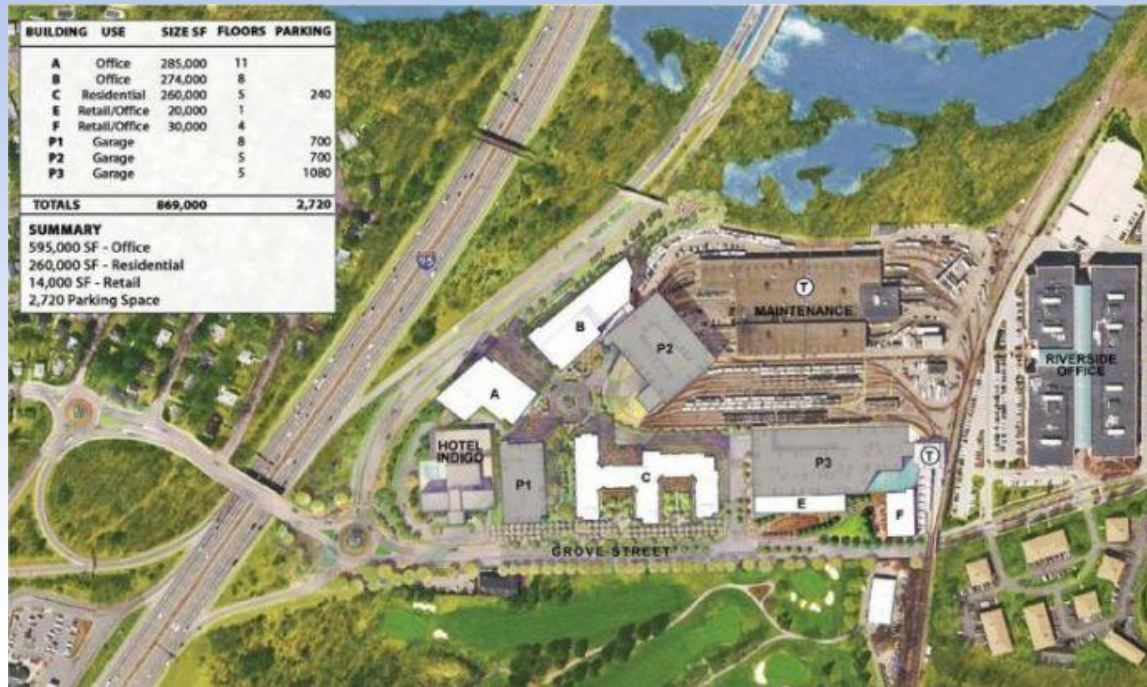 BUILDING USE SIZE SF FLOORS PARKING
A Office 285,000 11
B Office 274,000 8
C Residential 260,000 5 240
E Retail/Office 20,000 1
F Retail/Office 30,000 4
P1 Garage 8 700
P2 Garage 5 700
P3 Garage 5 1080
TOTALS 869,000 2,720
SUMMARY
595,000 SF - Office
260,000 SF - Residential
14,000 SF - Retail
2,720 Parking Space
95
T
MAINTENANCE
B
P2
RIVERSIDE
OFFICE
A
HOTEL
INDIGO
P1
C
P3
T
E
F
GROVE STREET